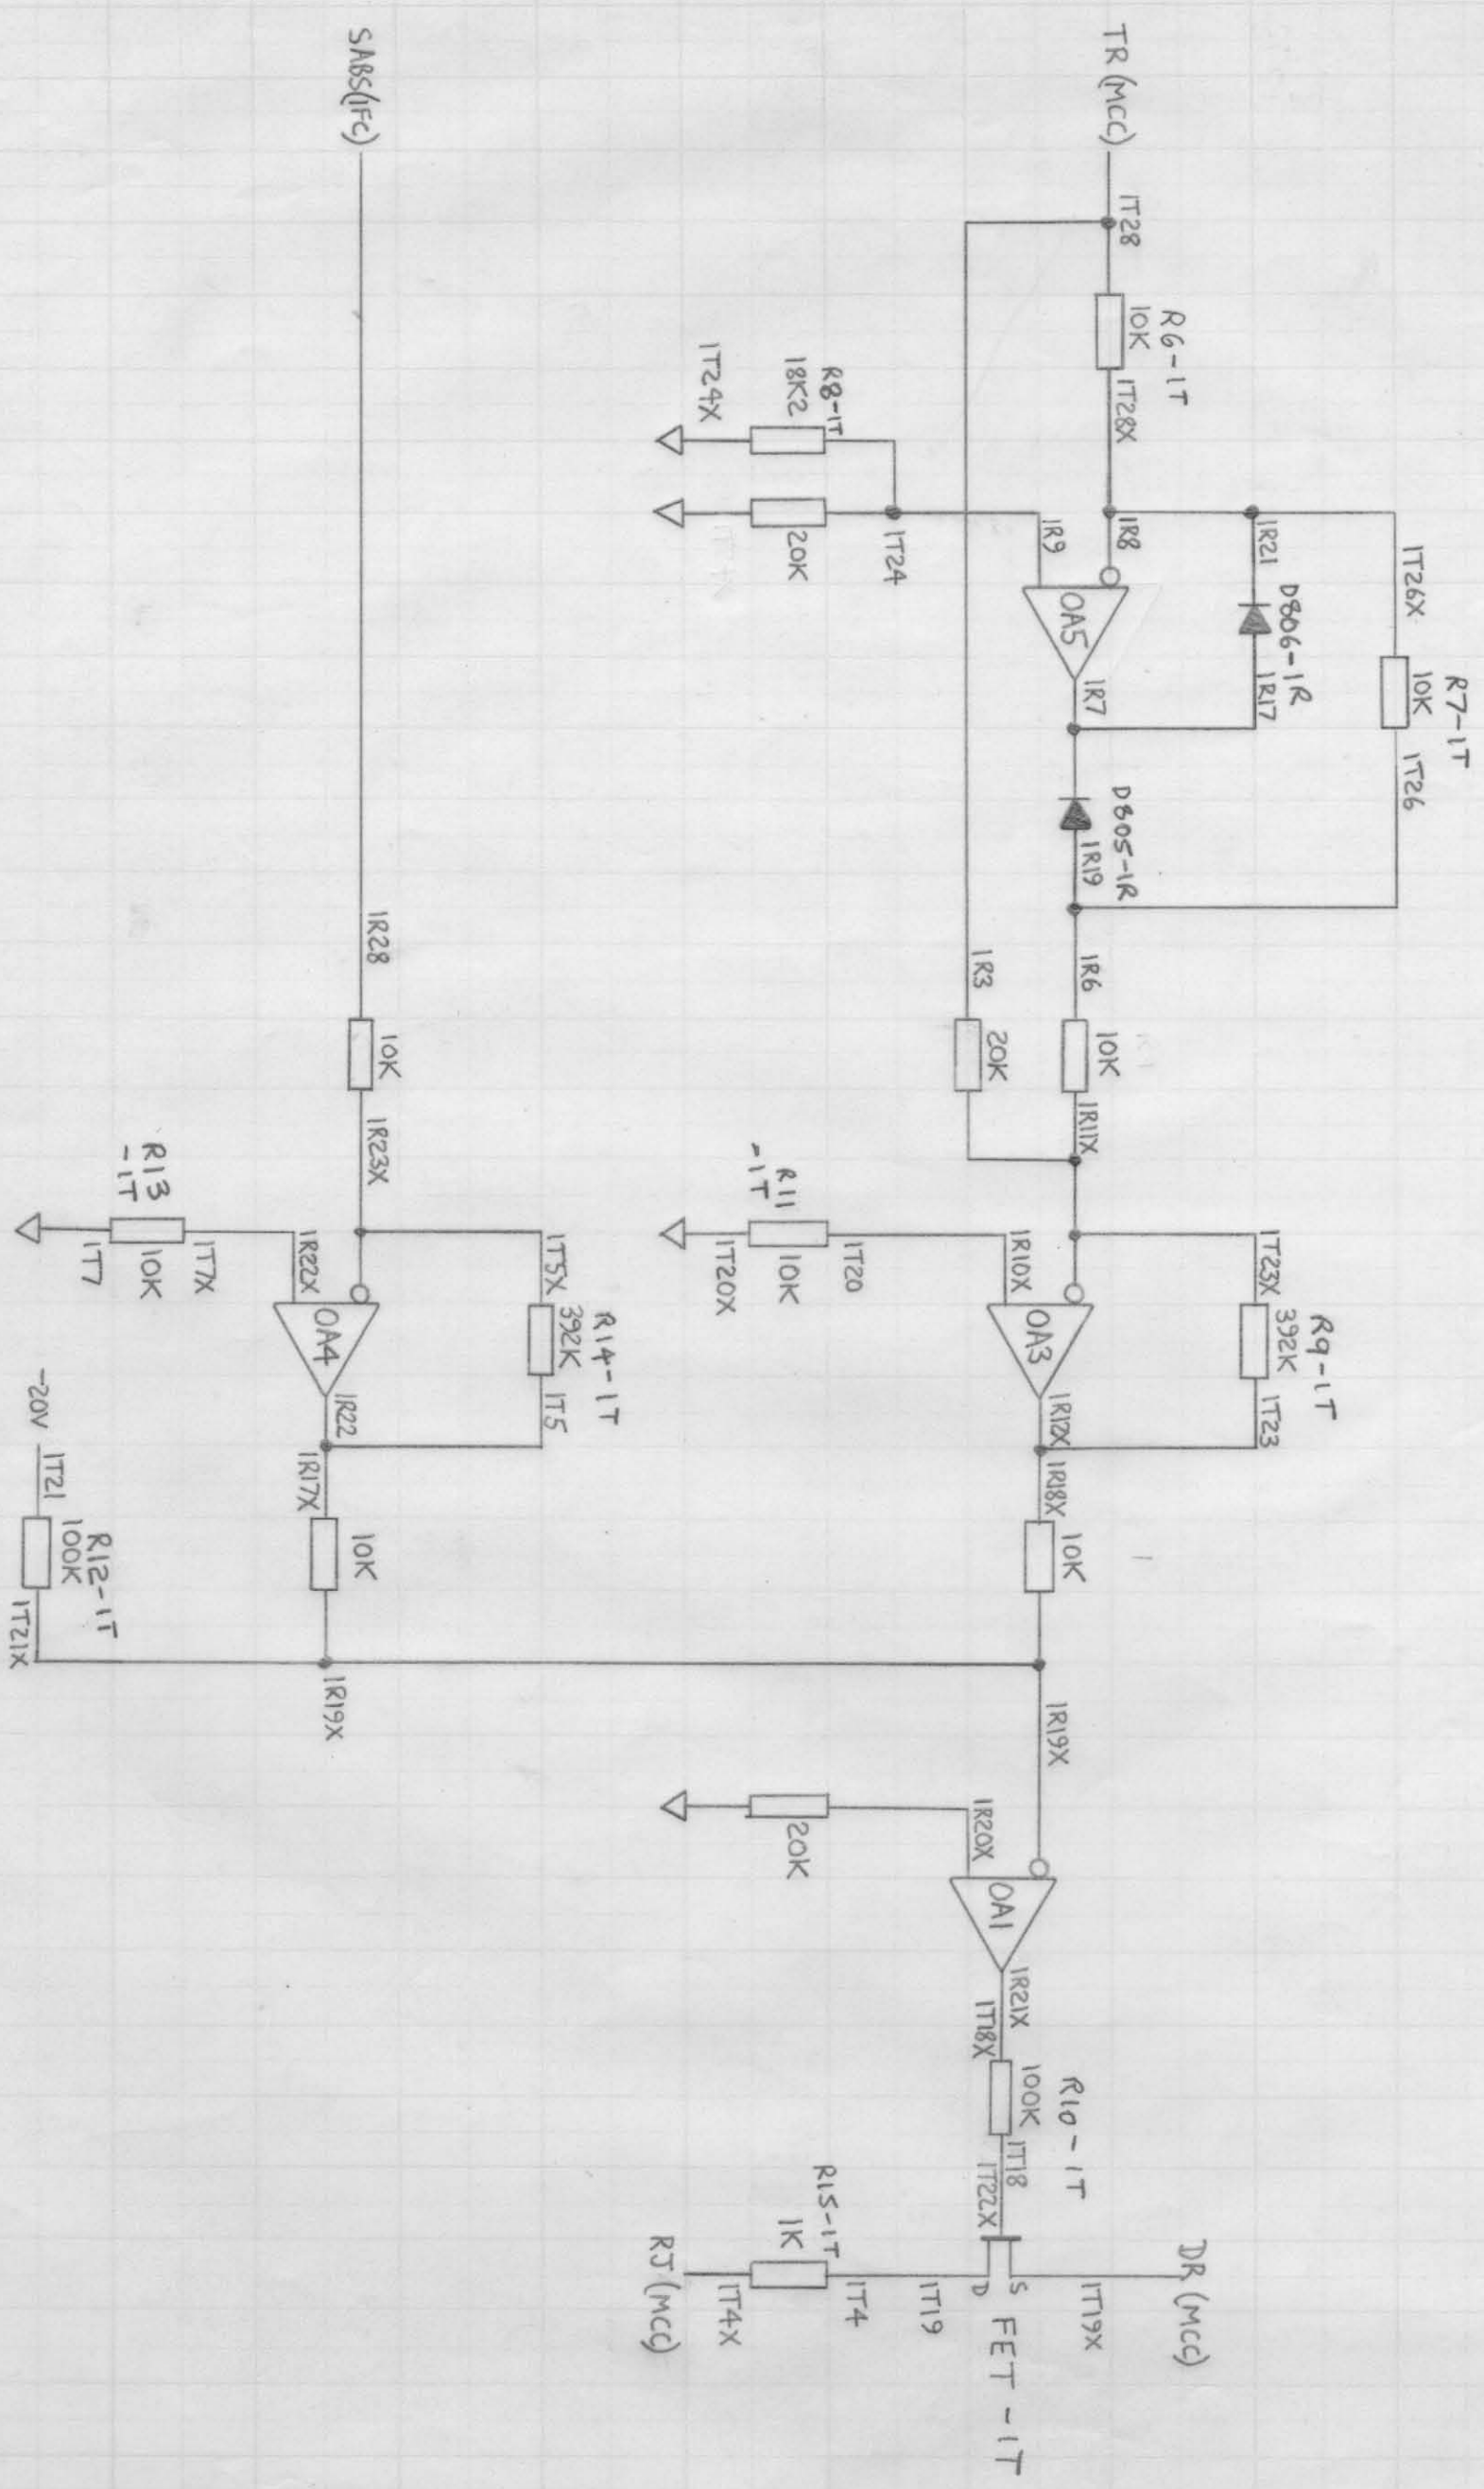 TR (MCC)
1T28
R6-1T
10K
1T28X
1R8
1R21
D806-1R
1R17
1T26X
R7-1T
10K
1T26
1R9
OA5
1R7
D805-1R
1R19
1R6
10K
1R11X
1T24
R8-1T
18K2
1T24X
20K
1R3
20K
1T23X
R9-1T
392K
1T23
1R10X
OA3
1R12X
1R18X
10K
R11
-1T
10K
1T20
1T20X
1R19X
1R20X
20K
OA1
1R21X
1T18X
R10-1T
100K
1T18
1T22X
DR (MCC)
1T19X
S
D
FET-1T
1T19
1T4
R15-1T
1K
1T4X
RJ (MCC)
SABS(IFC)
1R28
10K
1R23X
1T5X
R14-1T
392K
1T5
1R22X
OA4
1R22
1R17X
10K
1R19X
R13
-1T
10K
1T7X
1T7
-20V
1T21
R12-1T
100K
1T21X